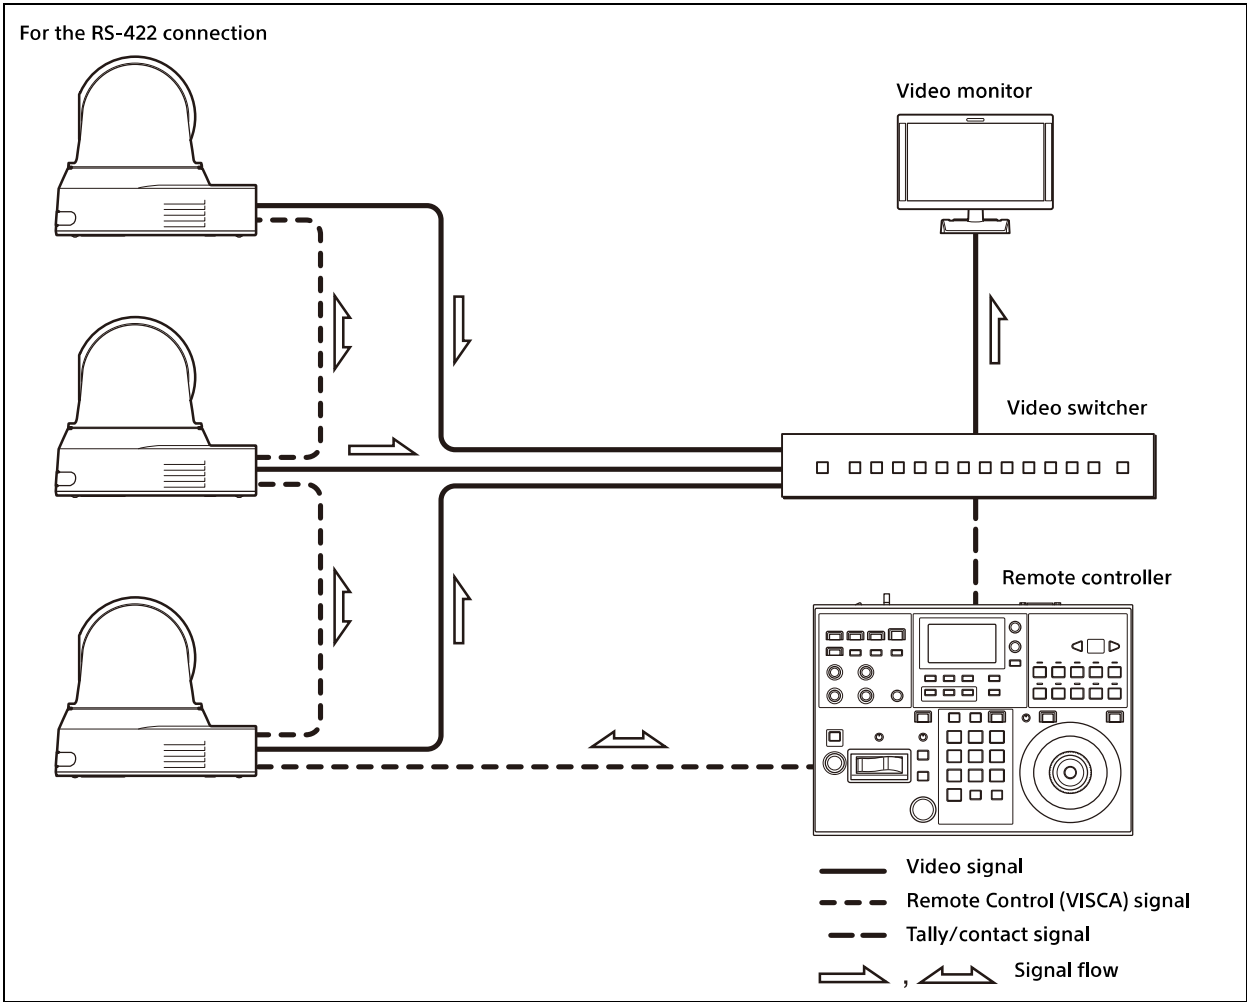 For the RS-422 connection
Video monitor
Video switcher
Remote controller
Video signal
Remote Control (VISCA) signal
Tally/contact signal
, Signal flow